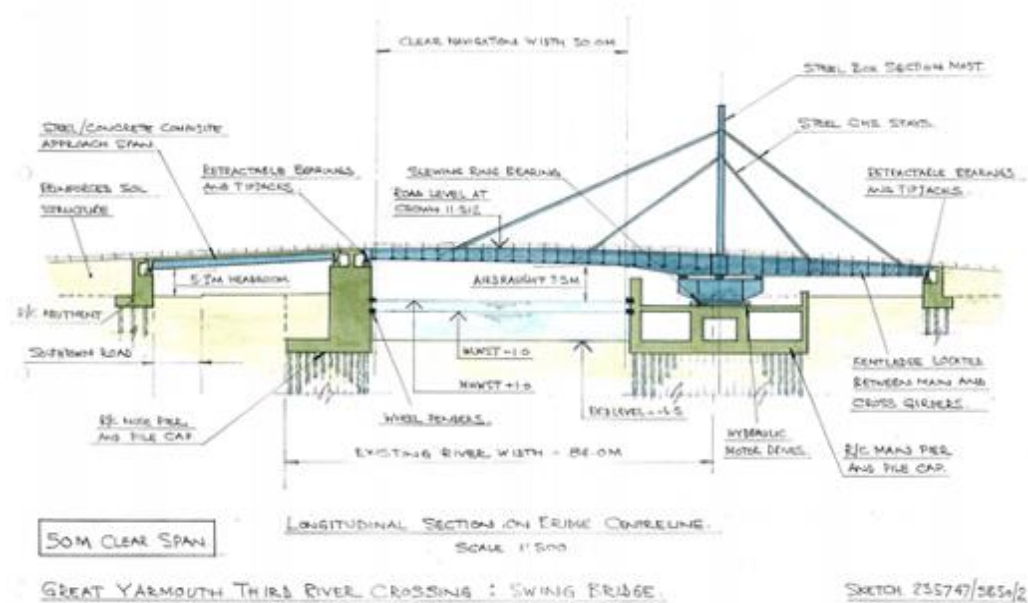 CLEAR NAVIGATION WIDTH 50.0M
STEEL BOX SECTION MAST.
STEEL CHS STAYS.
STEEL/CONCRETE COMPOSITE
APPROACH SPAN.
RETRACTABLE BEARINGS
AND TIPJACKS.
SLEWING RING BEARING
ROAD LEVEL AT
CROWN 11.512
RETRACTABLE BEARINGS
AND TIPJACKS.
REINFORCED SOIL
STRUCTURE
5.7M HEADROOM
AIRDRAUGHT 7.5M
R/C ABUTMENT
SOUTHTOWN ROAD
MLWST -1.0
MHWST +1.0
BED LEVEL
KENTLEDGE LOCATED
BETWEEN MAIN AND
CROSS GIRDERS.
R/C NOSE PIER
AND PILE CAP
WHEEL FENDERS.
HYDRAULIC
MOTOR DRIVES.
R/C MAIN PIER
AND PILE CAP.
EXISTING RIVER WIDTH -
LONGITUDINAL SECTION ON BRIDGE CENTRELINE.
SCALE 1:500
50M CLEAR SPAN
GREAT YARMOUTH THIRD RIVER CROSSING : SWING BRIDGE.
SKETCH 235747/